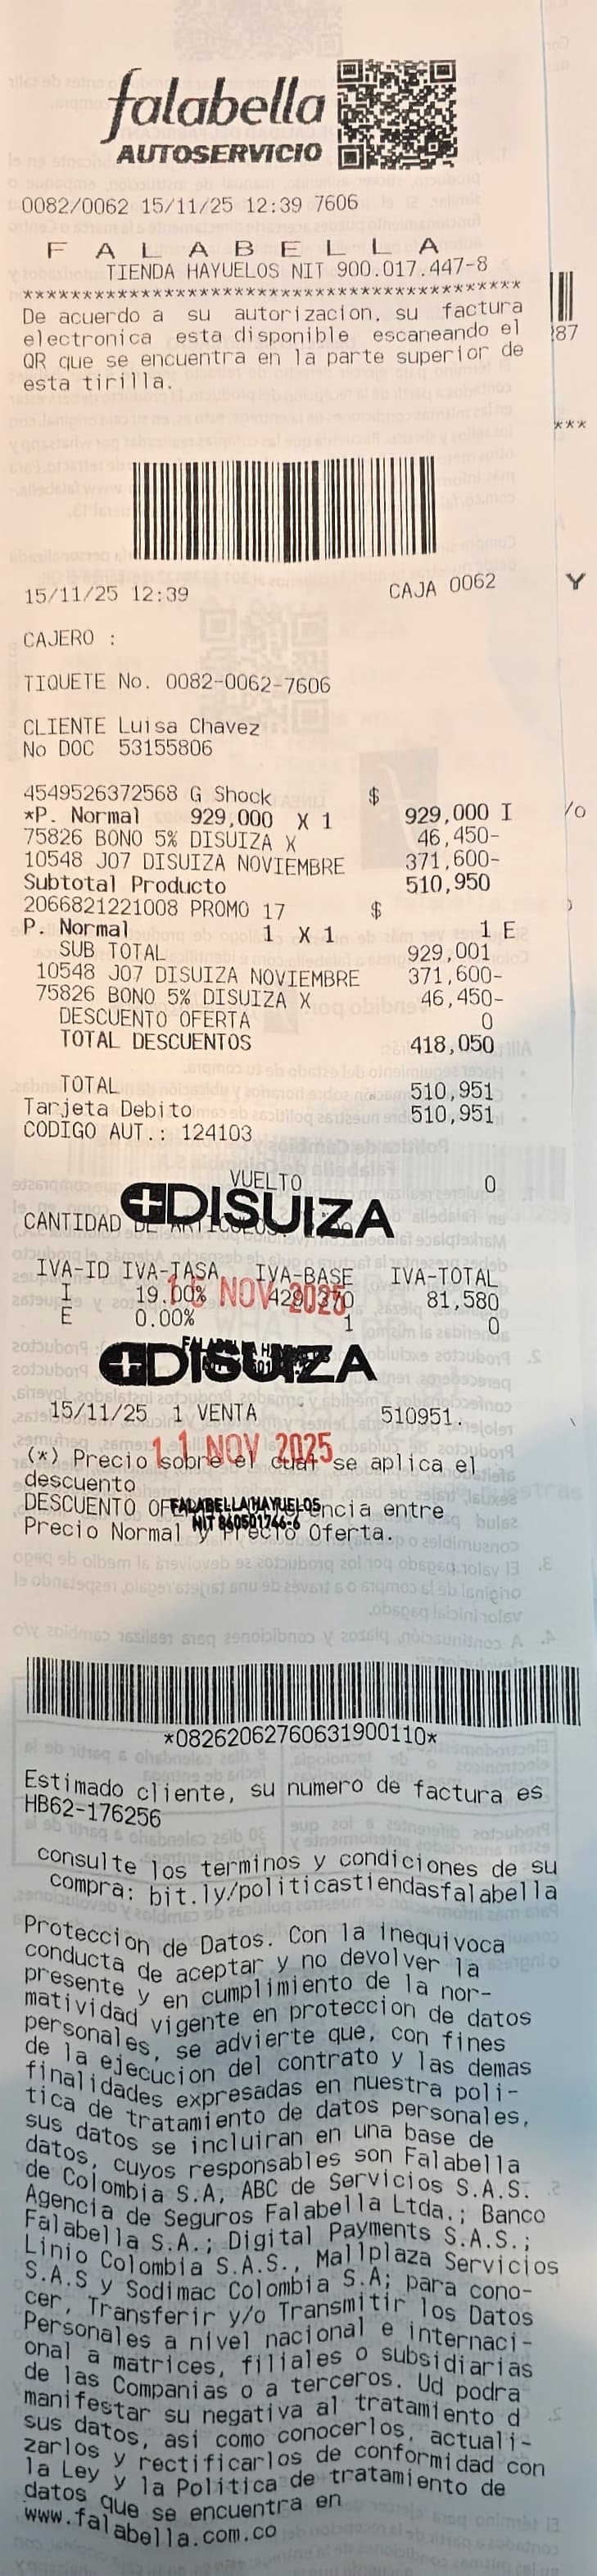 falabella
AUTOSERVICIO
0082/0062 15/11/25 12:39 7606
F A L A B E L L A
TIENDA HAYUELOS NIT 900.017.447-8
******************************************
De acuerdo a su autorizacion, su factura
electronica esta disponible escaneando el
QR que se encuentra en la parte superior de
esta tirilla.
87
***
15/11/25 12:39 CAJA 0062
Y
CAJERO :
TIQUETE No. 0082-0062-7606
CLIENTE Luisa Chavez
No DOC 53155806
4549526372568 G Shock $
*P. Normal 929,000 X 1 929,000 I
75826 BONO 5% DISUIZA X 46,450-
10548 J07 DISUIZA NOVIEMBRE 371,600-
Subtotal Producto 510,950
2066821221008 PROMO 17 $
P. Normal 1 X 1 1 E
SUB TOTAL 929,001
10548 J07 DISUIZA NOVIEMBRE 371,600-
75826 BONO 5% DISUIZA X 46,450-
DESCUENTO OFERTA 0
TOTAL DESCUENTOS 418,050
TOTAL 510,951
Tarjeta Debito 510,951
CODIGO AUT.: 124103
VUELTO 0
DISUIZA
CANTIDAD DE
IVA-ID IVA-TASA IVA-BASE IVA-TOTAL
I 19.00% 429,370 81,580
15 NOV 2025
E 0.00% 1 0
DISUIZA
15/11/25 1 VENTA 510951.
(*) Precio sobre el cual se aplica el
11 NOV 2025
descuento
DESCUENTO
FALABELLA HAYUELOS
NIT 860501766-6
Precio Normal y Precio Oferta.
*08262062760631900110*
Estimado cliente, su numero de factura es
HB62-176256
consulte los terminos y condiciones de su
compra: bit.ly/politicastiendasfalabella
Proteccion de Datos. Con la inequivoca
conducta de aceptar y no devolver la
presente y en cumplimiento de la nor-
matividad vigente en proteccion de datos
personales, se advierte que, con fines
de la ejecucion del contrato y las demas
finalidades expresadas en nuestra poli-
tica de tratamiento de datos personales,
sus datos se incluiran en una base de
datos, cuyos responsables son Falabella
de Colombia S.A, ABC de Servicios S.A.S.
Agencia de Seguros Falabella Ltda.; Banco
Falabella S.A.; Digital Payments S.A.S.;
Linio Colombia S.A.S., Mallplaza Servicios
S.A.S y Sodimac Colombia S.A; para cono-
cer, Transferir y/o Transmitir los Datos
Personales a nivel nacional e internaci-
onal a matrices, filiales o subsidiarias
de las Companias o a terceros. Ud podra
manifestar su negativa al tratamiento d
sus datos, asi como conocerlos, actuali-
zarlos y rectificarlos de conformidad con
la Ley y la Politica de tratamiento de
datos que se encuentra en
www.falabella.com.co